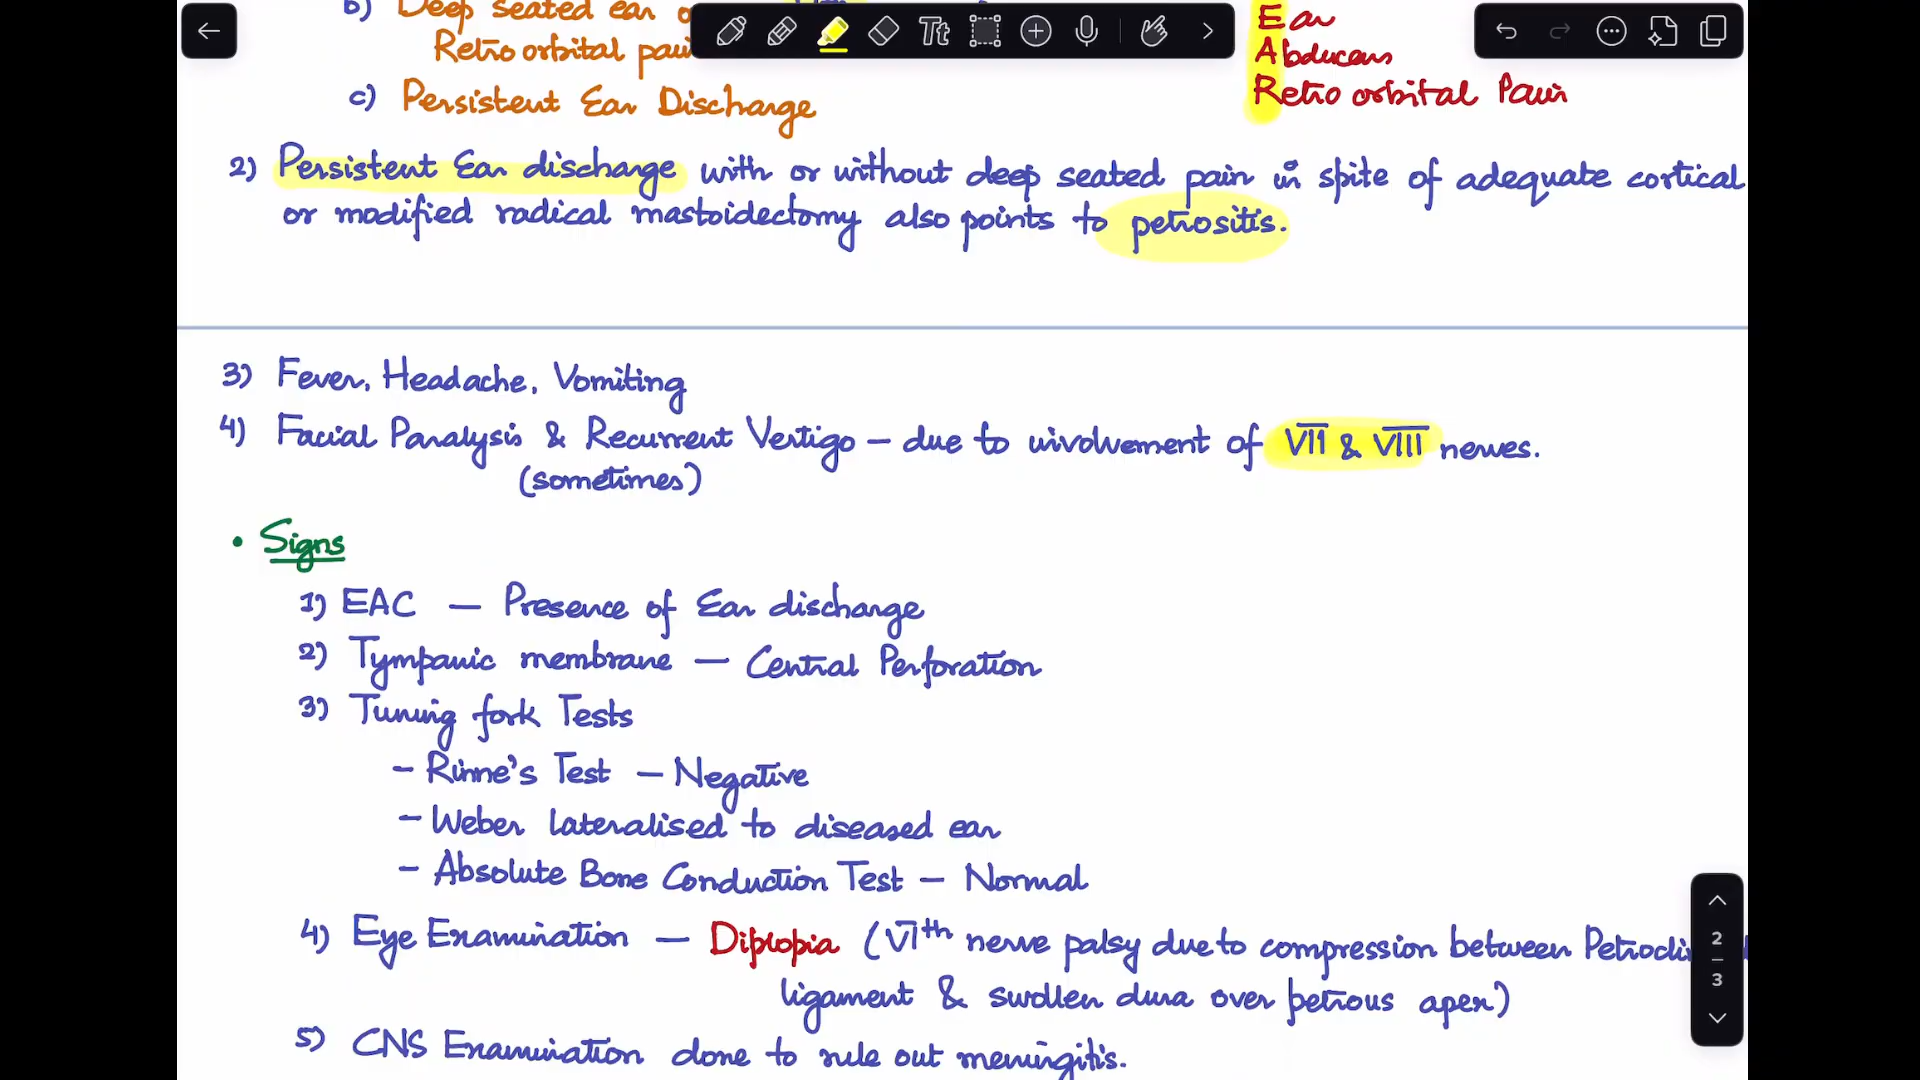 b) Deep seated ear o
Retro orbital pai
c) Persistent Ear Discharge
Ear
Abducens
Retro orbital Pain
2) Persistent Ear discharge with or without deep seated pain in spite of adequate cortical
or modified radical mastoidectomy also points to petrositis.
3) Fever, Headache, Vomiting
4) Facial Paralysis & Recurrent Vertigo – due to involvement of VII & VIII nerves.
(sometimes)
• Signs
1) EAC – Presence of Ear discharge
2) Tympanic membrane – Central Perforation
3) Tuning fork Tests
– Rinne's Test – Negative
– Weber lateralised to diseased ear
– Absolute Bone Conduction Test – Normal
4) Eye Examination – Diplopia (VIth nerve palsy due to compression between Petrocli
ligament & swollen dura over petrous apex)
5) CNS Examination done to rule out meningitis.
Tt
2
3